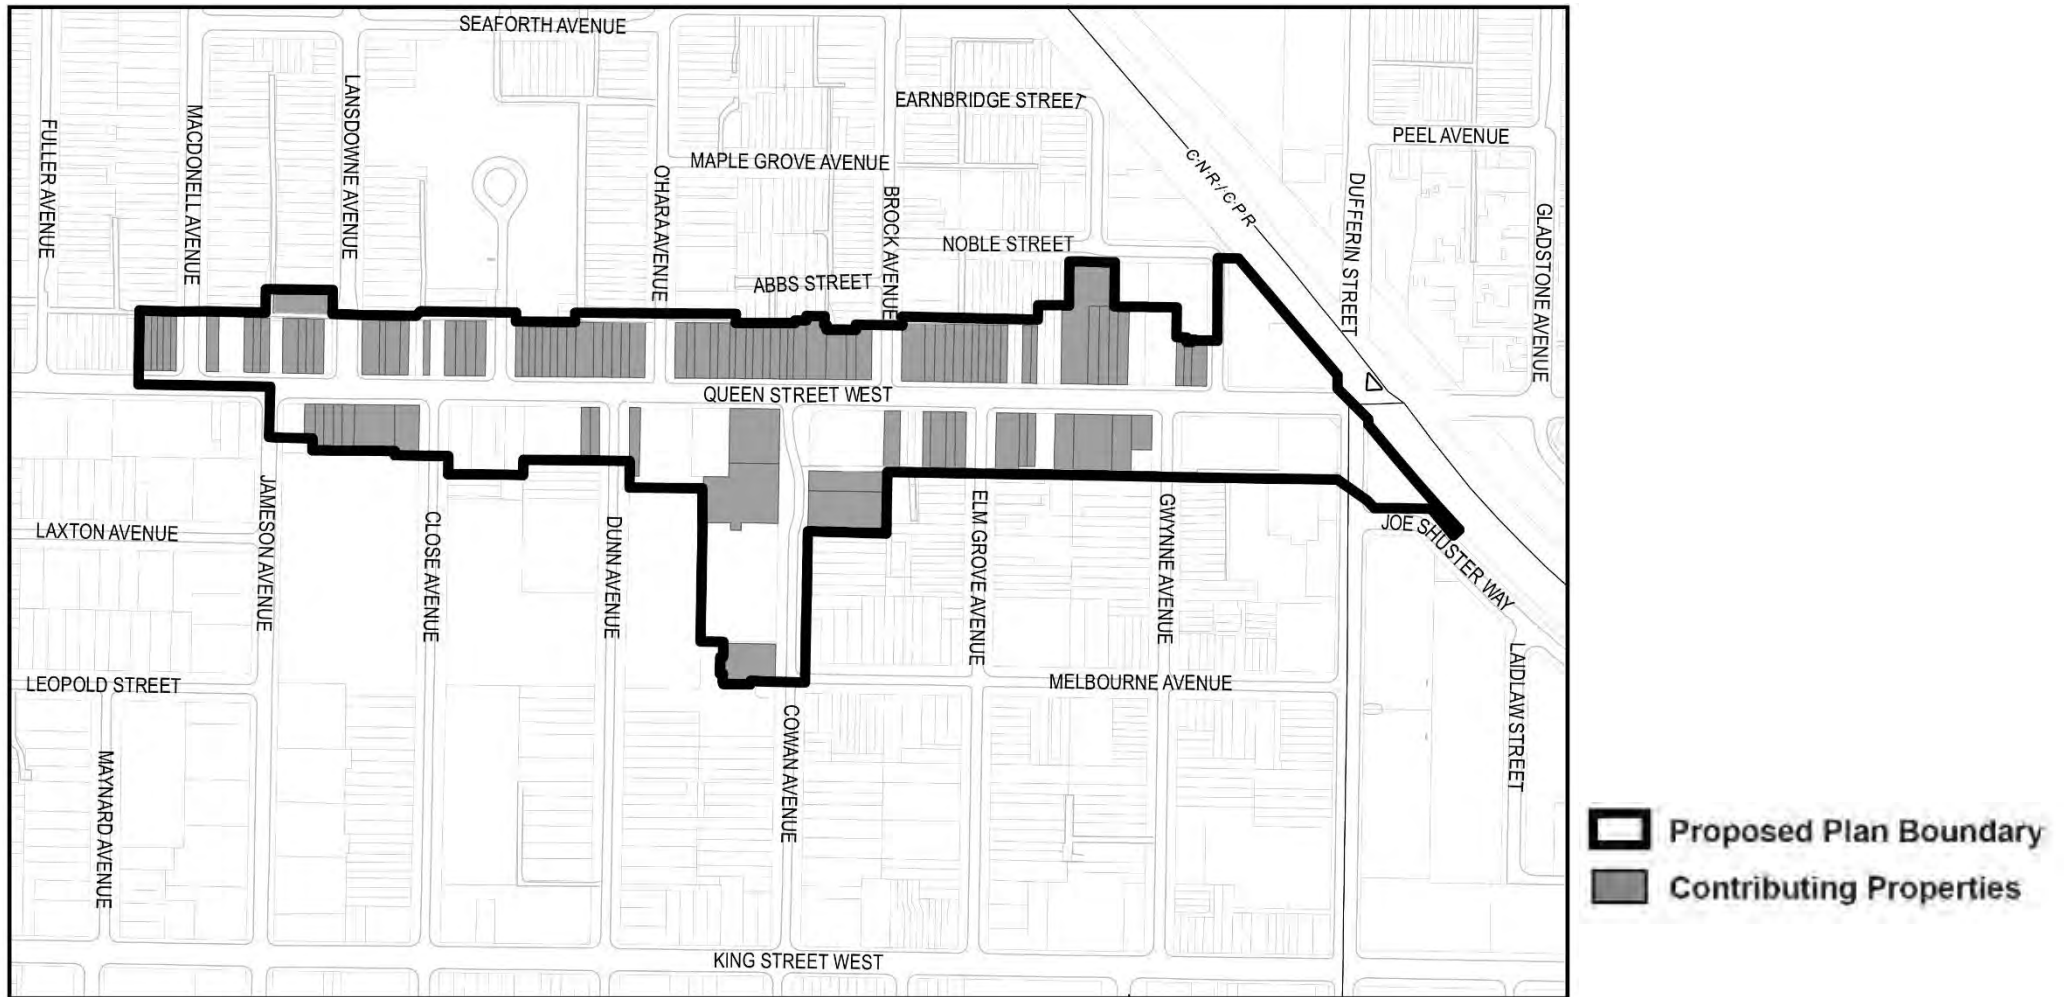 SEAFORTH AVENUE
LANSDOWNE AVENUE
EARNBRIDGE STREET
MACDONELL AVENUE
FULLER AVENUE
PEEL AVENUE
C.N.R./C.P.R
MAPLE GROVE AVENUE
O'HARA AVENUE
BROCK AVENUE
DUFFERIN STREET
GLADSTONE AVENUE
NOBLE STREET
ABBS STREET
QUEEN STREET WEST
JAMESON AVENUE
CLOSE AVENUE
DUNN AVENUE
ELM GROVE AVENUE
GWYNNE AVENUE
JOE SHUSTER WAY
LAXTON AVENUE
LAIDLAW STREET
LEOPOLD STREET
MELBOURNE AVENUE
COWAN AVENUE
MAYNARD AVENUE
KING STREET WEST
Proposed Plan Boundary
Contributing Properties